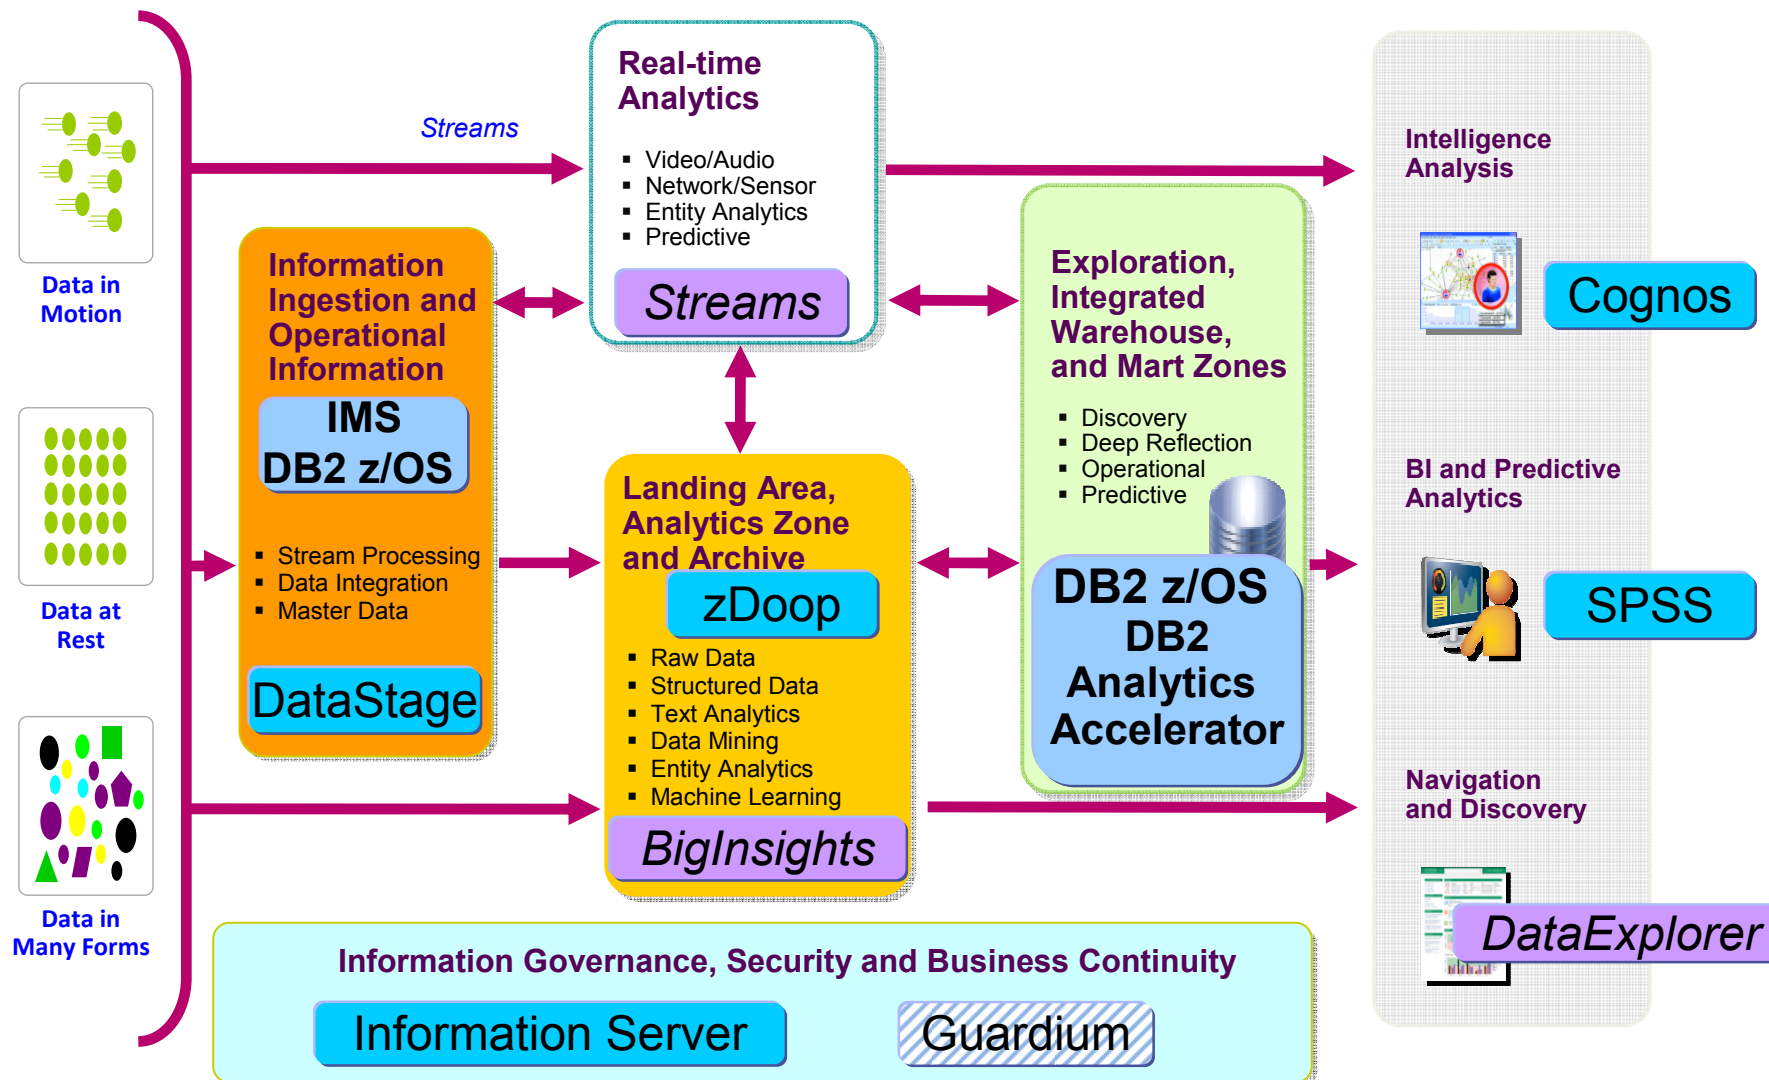 Data in
Motion
Data at
Rest
Data in
Many Forms
Streams
Information
Ingestion and
Operational
Information
IMS
DB2 z/OS
▪ Stream Processing
▪ Data Integration
▪ Master Data
DataStage
Real-time
Analytics
▪ Video/Audio
▪ Network/Sensor
▪ Entity Analytics
▪ Predictive
Streams
Landing Area,
Analytics Zone
and Archive
zDoop
▪ Raw Data
▪ Structured Data
▪ Text Analytics
▪ Data Mining
▪ Entity Analytics
▪ Machine Learning
BigInsights
Exploration,
Integrated
Warehouse,
and Mart Zones
▪ Discovery
▪ Deep Reflection
▪ Operational
▪ Predictive
DB2 z/OS
DB2
Analytics
Accelerator
Intelligence
Analysis
Cognos
BI and Predictive
Analytics
SPSS
Navigation
and Discovery
DataExplorer
Information Governance, Security and Business Continuity
Information Server
Guardium